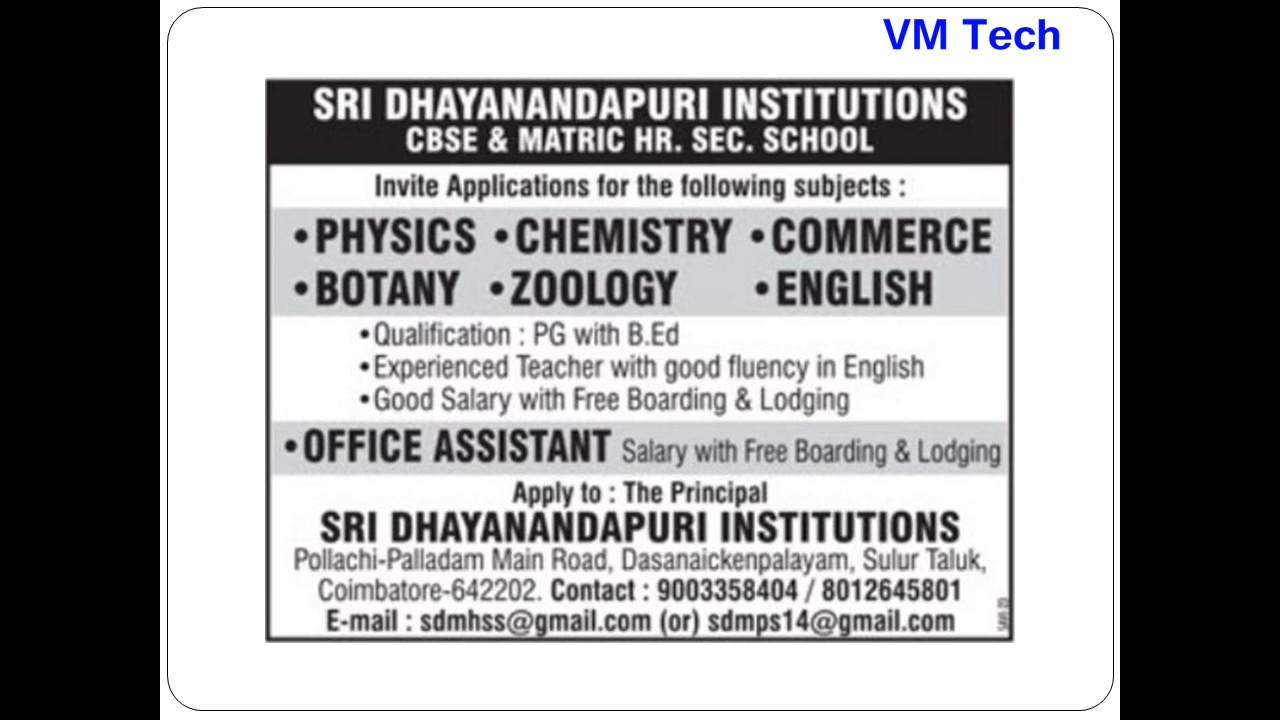 VM Tech
SRI DHAYANANDAPURI INSTITUTIONS
CBSE & MATRIC HR. SEC. SCHOOL
Invite Applications for the following subjects :
•PHYSICS •CHEMISTRY •COMMERCE
•BOTANY •ZOOLOGY •ENGLISH
•Qualification : PG with B.Ed
•Experienced Teacher with good fluency in English
•Good Salary with Free Boarding & Lodging
•OFFICE ASSISTANT Salary with Free Boarding & Lodging
Apply to : The Principal
SRI DHAYANANDAPURI INSTITUTIONS
Pollachi-Palladam Main Road, Dasanaickenpalayam, Sulur Taluk,
Coimbatore-642202. Contact : 9003358404 / 8012645801
E-mail : sdmhss@gmail.com (or) sdmps14@gmail.com